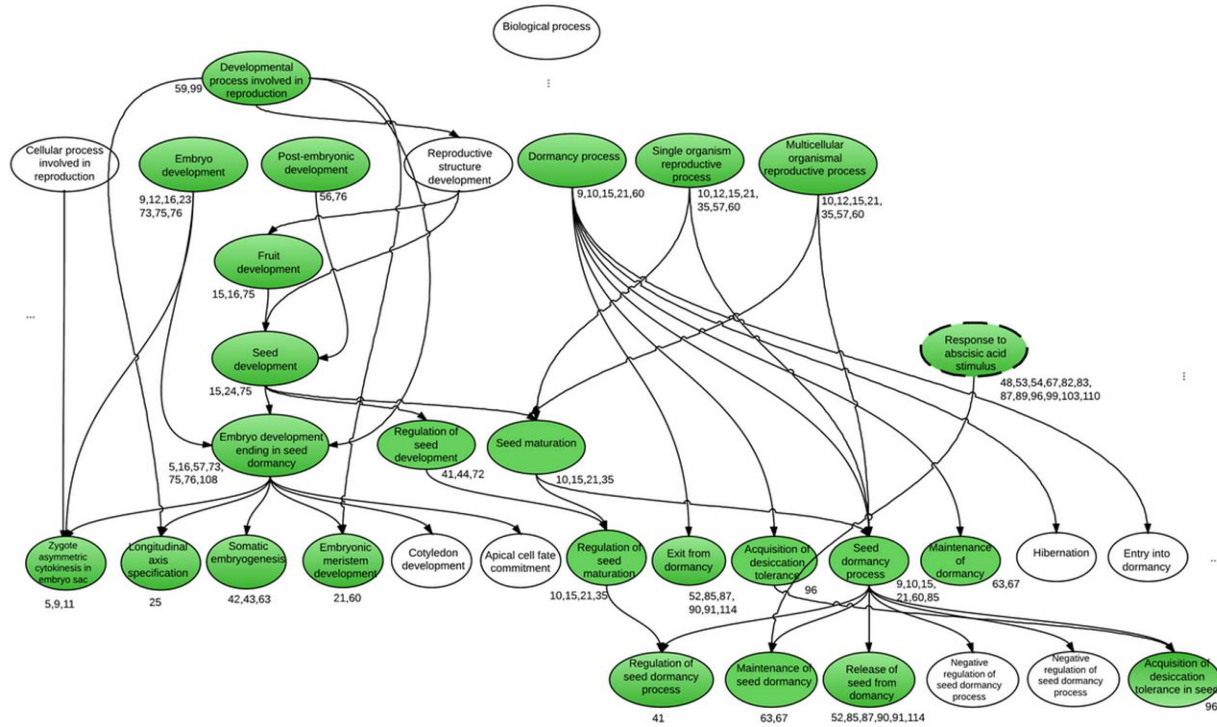 Biological process
⋮
Developmental
process involved in
reproduction
59,99
Cellular process
involved in
reproduction
Embryo
development
9,12,16,23
73,75,76
Post-embryonic
development
56,76
Reproductive
structure
development
Dormancy process
9,10,15,21,60
Single organism
reproductive
process
10,12,15,21,
35,57,60
Multicellular
organismal
reproductive process
10,12,15,21,
35,57,60
Fruit
development
15,16,75
...
Seed
development
15,24,75
Response to
abscisic acid
stimulus
48,53,54,67,82,83,
87,89,96,99,103,110
⋮
Embryo development
ending in seed
dormancy
5,16,57,73,
75,76,108
Regulation of
seed
development
41,44,72
Seed maturation
10,15,21,35
Zygote
asymmetric
cytokinesis in
embryo sac
5,9,11
Longitudinal
axis
specification
25
Somatic
embryogenesis
42,43,63
Embryonic
meristem
development
21,60
Cotyledon
development
Apical cell fate
commitment
Regulation of
seed
maturation
10,15,21,35
Exit from
dormancy
52,85,87,
90,91,114
Acquisition of
desiccation
tolerance
96
Seed
dormancy
process
9,10,15,
21,60,85
Maintenance
of
dormancy
63,67
Hibernation
Entry into
dormancy
...
Regulation of
seed dormancy
process
41
Maintenance of
seed dormancy
63,67
Release of
seed from
domancy
52,85,87,90,91,114
Negative
regulation of
seed dormancy
process
Negative
regulation of
seed dormancy
process
Acquisition of
desiccation
tolerance in seed
96